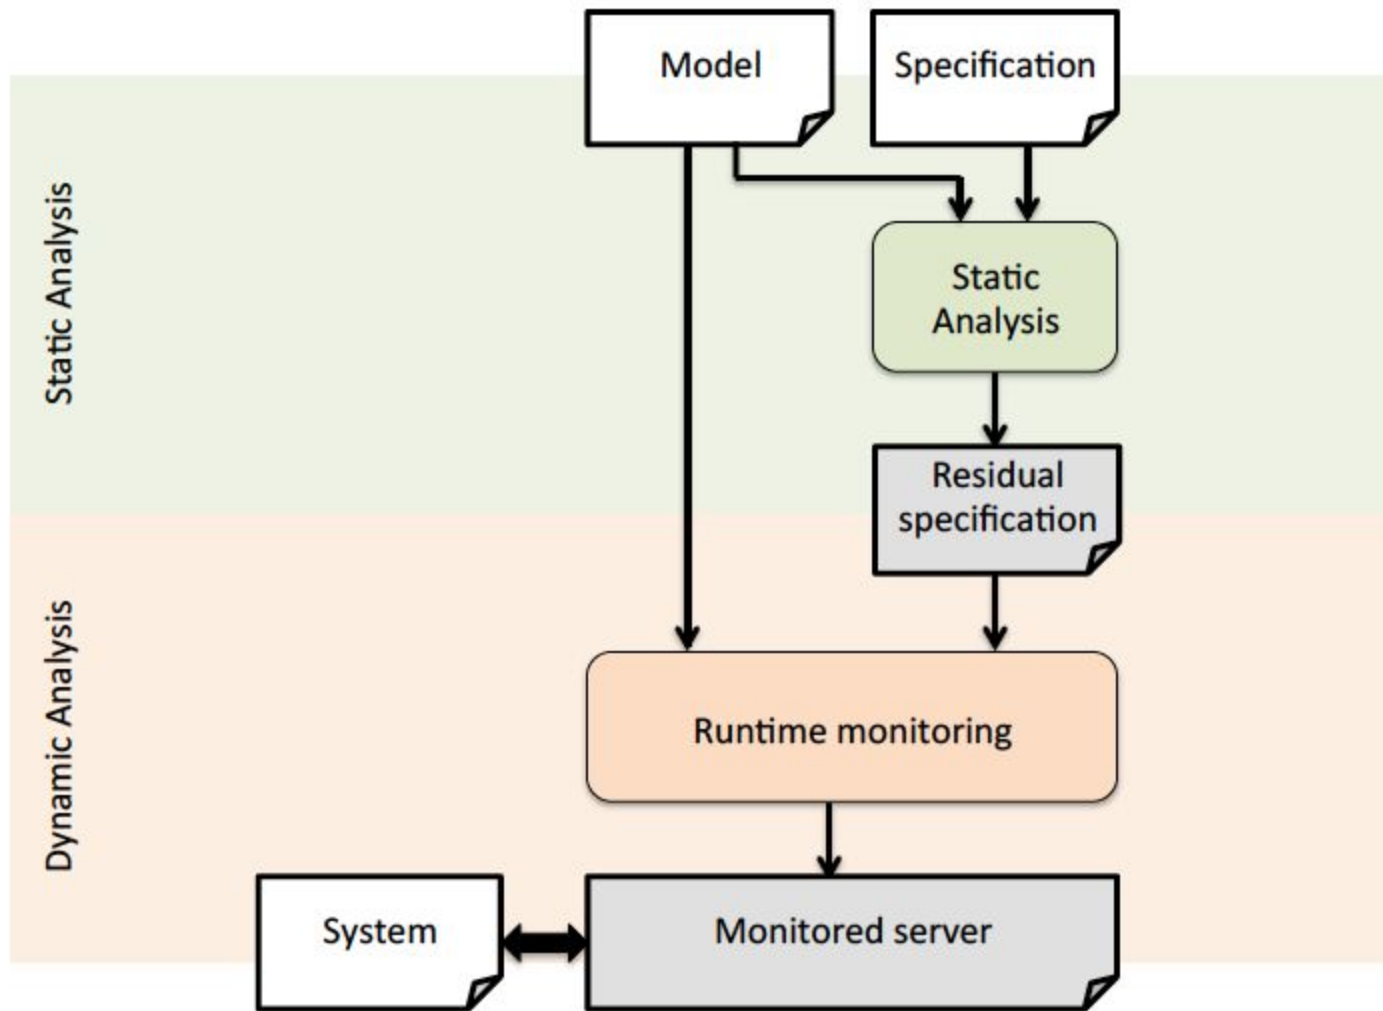 Model
Specification
Static Analysis
Static
Analysis
Residual
specification
Dynamic Analysis
Runtime monitoring
System
Monitored server